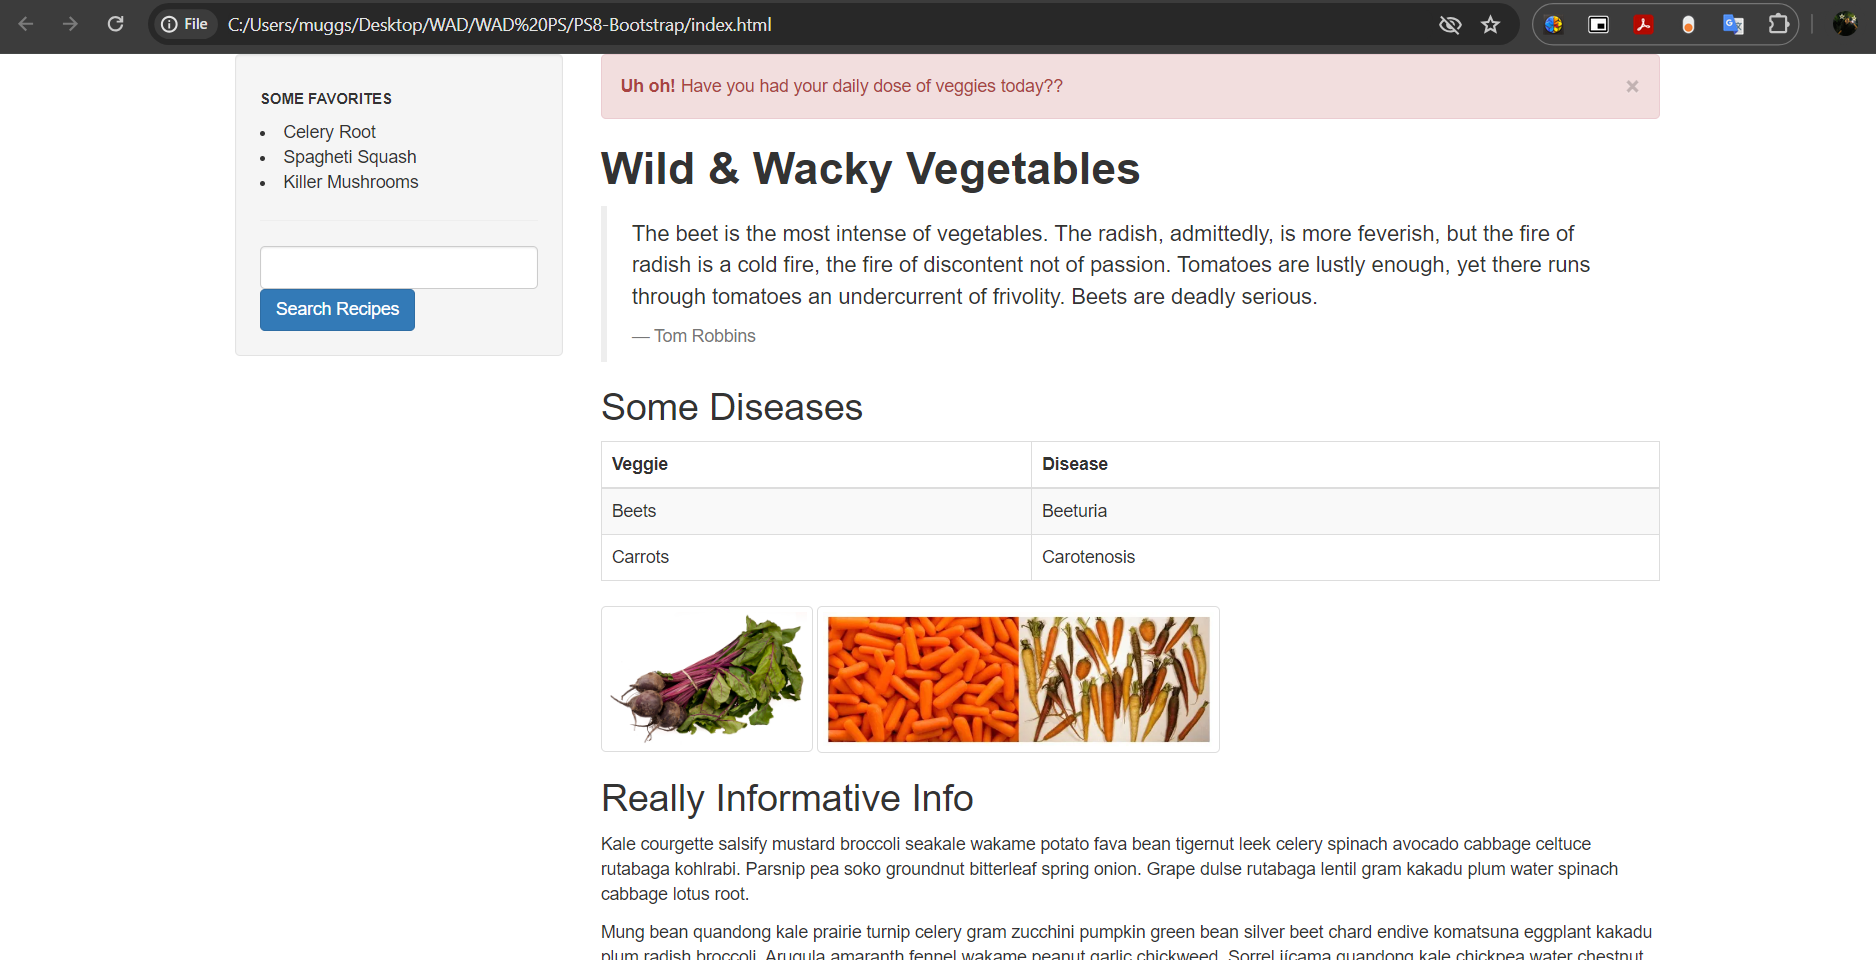 File
C:/Users/muggs/Desktop/WAD/WAD%20PS/PS8-Bootstrap/index.html
SOME FAVORITES
• Celery Root
• Spagheti Squash
• Killer Mushrooms
Search Recipes
Uh oh! Have you had your daily dose of veggies today??
×
Wild & Wacky Vegetables
The beet is the most intense of vegetables. The radish, admittedly, is more feverish, but the fire of
radish is a cold fire, the fire of discontent not of passion. Tomatoes are lustly enough, yet there runs
through tomatoes an undercurrent of frivolity. Beets are deadly serious.
— Tom Robbins
Some Diseases
Veggie Disease
Beets Beeturia
Carrots Carotenosis
Really Informative Info
Kale courgette salsify mustard broccoli seakale wakame potato fava bean tigernut leek celery spinach avocado cabbage celtuce
rutabaga kohlrabi. Parsnip pea soko groundnut bitterleaf spring onion. Grape dulse rutabaga lentil gram kakadu plum water spinach
cabbage lotus root.
Mung bean quandong kale prairie turnip celery gram zucchini pumpkin green bean silver beet chard endive komatsuna eggplant kakadu
plum radish broccoli. Arugula amaranth fennel wakame peanut garlic chickweed. Sorrel jícama quandong kale chickpea water chestnut